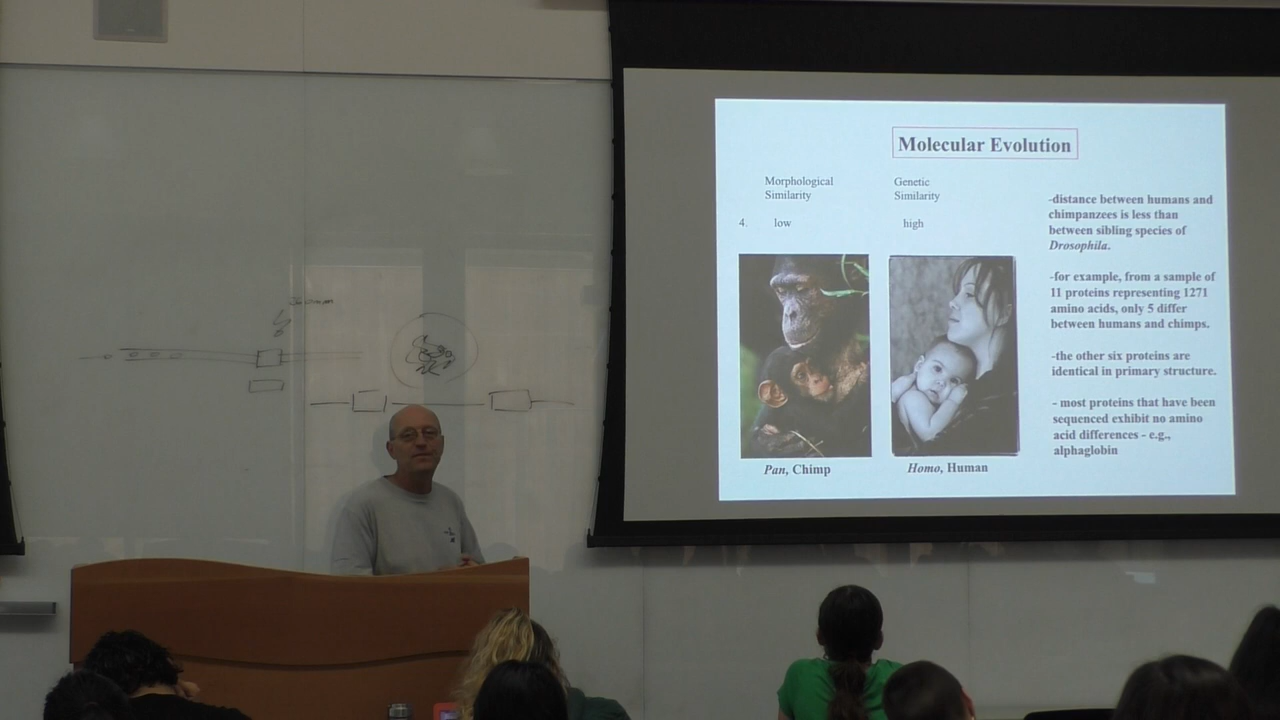 Molecular Evolution
Morphological
Similarity
Genetic
Similarity
4. low
high
-distance between humans and
chimpanzees is less than
between sibling species of
Drosophila.
-for example, from a sample of
11 proteins representing 1271
amino acids, only 5 differ
between humans and chimps.
-the other six proteins are
identical in primary structure.
- most proteins that have been
sequenced exhibit no amino
acid differences - e.g.,
alphaglobin
Pan, Chimp
Homo, Human